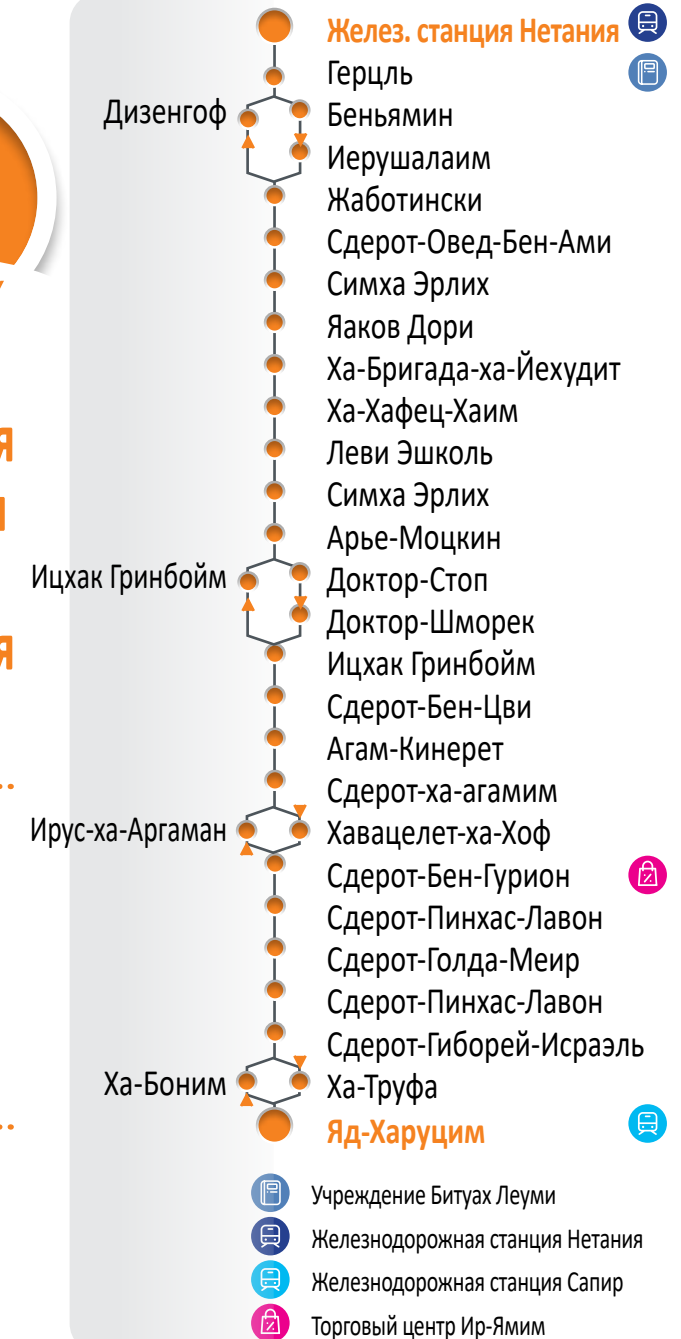 Желез. станция Нетания
Герцль
Дизенгоф
Беньямин
Иерушалаим
Жаботински
Сдерот-Овед-Бен-Ами
Симха Эрлих
Яаков Дори
Ха-Бригада-ха-Йехудит
Ха-Хафец-Хаим
Леви Эшколь
Симха Эрлих
Арье-Моцкин
Ицхак Гринбойм
Доктор-Стоп
Доктор-Шморек
Ицхак Гринбойм
Сдерот-Бен-Цви
Агам-Кинерет
Сдерот-ха-агамим
Ирус-ха-Аргаман
Хавацелет-ха-Хоф
Сдерот-Бен-Гурион
Сдерот-Пинхас-Лавон
Сдерот-Голда-Меир
Сдерот-Пинхас-Лавон
Сдерот-Гиборей-Исраэль
Ха-Боним
Ха-Труфа
Яд-Харуцим
Учреждение Битуах Леуми
Железнодорожная станция Нетания
Железнодорожная станция Сапир
Торговый центр Ир-Ямим